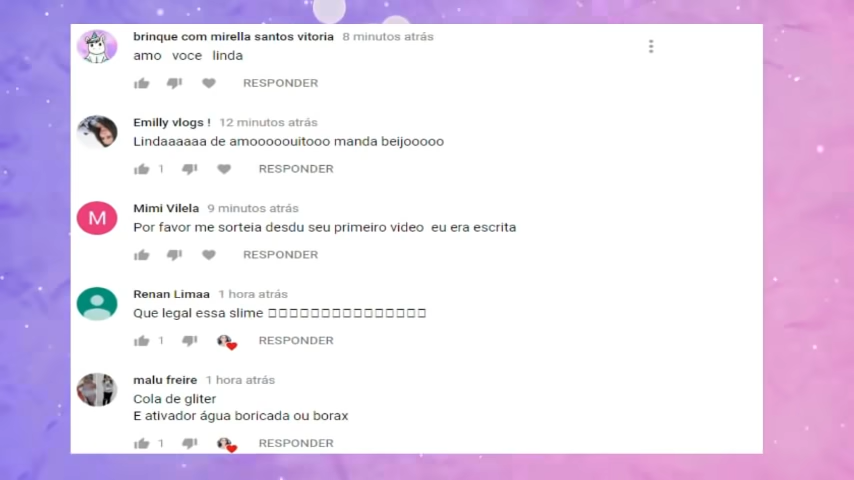 brinque com mirella santos vitoria 8 minutos atrás
amo voce linda
RESPONDER
Emilly vlogs ! 12 minutos atrás
Lindaaaaaa de amooooouitooo manda beijooooo
1 RESPONDER
M
Mimi Vilela 9 minutos atrás
Por favor me sorteia desdu seu primeiro video eu era escrita
RESPONDER
Renan Limaa 1 hora atrás
Que legal essa slime □□□□□□□□□□□□□□□
1 RESPONDER
malu freire 1 hora atrás
Cola de gliter
E ativador água boricada ou borax
1 RESPONDER